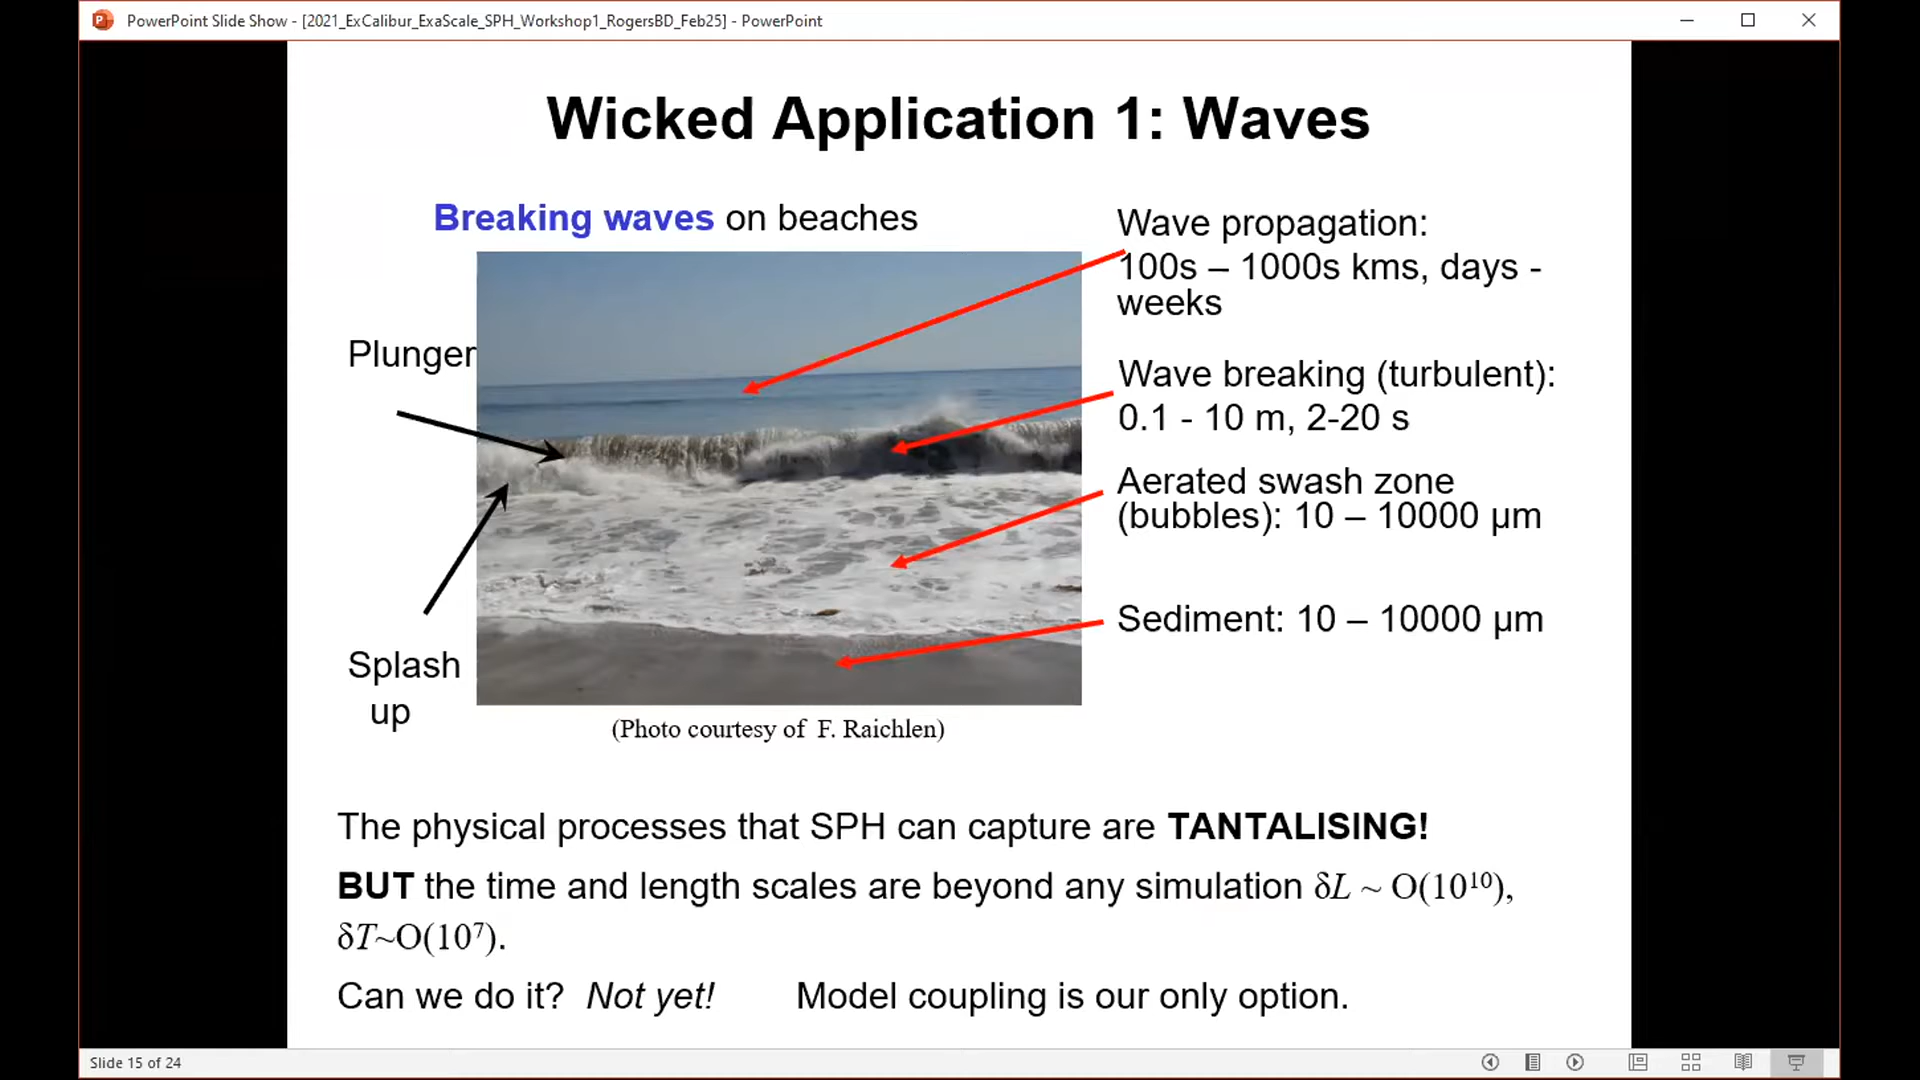 PowerPoint Slide Show - [2021_ExCalibur_ExaScale_SPH_Workshop1_RogersBD_Feb25] - PowerPoint
Wicked Application 1: Waves
Breaking waves on beaches
Plunger
Splash
up
(Photo courtesy of F. Raichlen)
Wave propagation:
100s – 1000s kms, days -
weeks
Wave breaking (turbulent):
0.1 - 10 m, 2-20 s
Aerated swash zone
(bubbles): 10 – 10000 μm
Sediment: 10 – 10000 μm
The physical processes that SPH can capture are TANTALISING!
BUT the time and length scales are beyond any simulation δL ~ O(10¹⁰),
δT~O(10⁷).
Can we do it? Not yet! Model coupling is our only option.
Slide 15 of 24